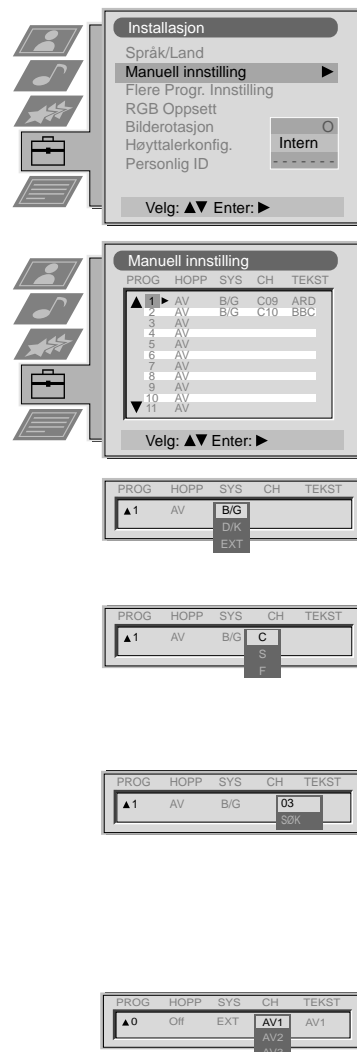 Installasjon
Språk/Land
Manuell innstilling
Flere Progr. Innstilling
RGB Oppsett
Bilderotasjon O
Høyttalerkonfig. Intern
Personlig ID - - - - - - -
Velg: ▲▼ Enter: ▶
Manuell innstilling
PROG HOPP SYS CH TEKST
▲ 1 ▶ AV B/G C09 ARD
2 AV B/G C10 BBC
3 AV
4 AV
5 AV
6 AV
7 AV
8 AV
9 AV
10 AV
▼ 11 AV
Velg: ▲▼ Enter: ▶
PROG HOPP SYS CH TEKST
▲1 AV B/G
D/K
EXT
PROG HOPP SYS CH TEKST
▲1 AV B/G C
S
F
PROG HOPP SYS CH TEKST
▲1 AV B/G 03
SØK
PROG HOPP SYS CH TEKST
▲0 Off EXT AV1 AV1
AV2